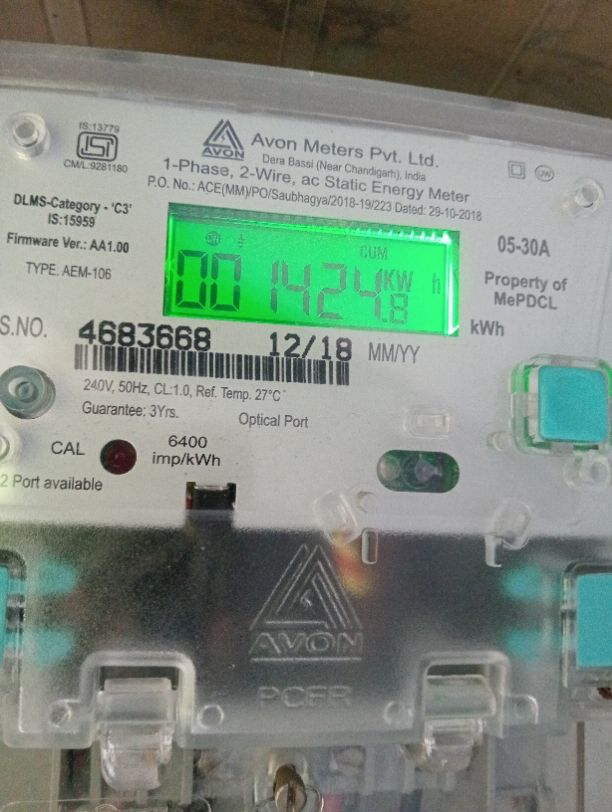 IS:13779
ISI
CM/L:9281180
AVON
Avon Meters Pvt. Ltd.
Dera Bassi (Near Chandigarh), India
1-Phase, 2-Wire, ac Static Energy Meter
P.O. No.: ACE(MM)/PO/Saubhagya/2018-19/223 Dated: 29-10-2018
DLMS-Category - 'C3'
IS:15959
Firmware Ver.: AA1.00
TYPE. AEM-106
CUM
001424.8 KW h
05-30A
Property of
MePDCL
kWh
S.NO. 4683668 12/18 MM/YY
240V, 50Hz, CL:1.0, Ref. Temp. 27°C
Guarantee: 3Yrs.
Optical Port
CAL
6400
imp/kWh
2 Port available
AVON